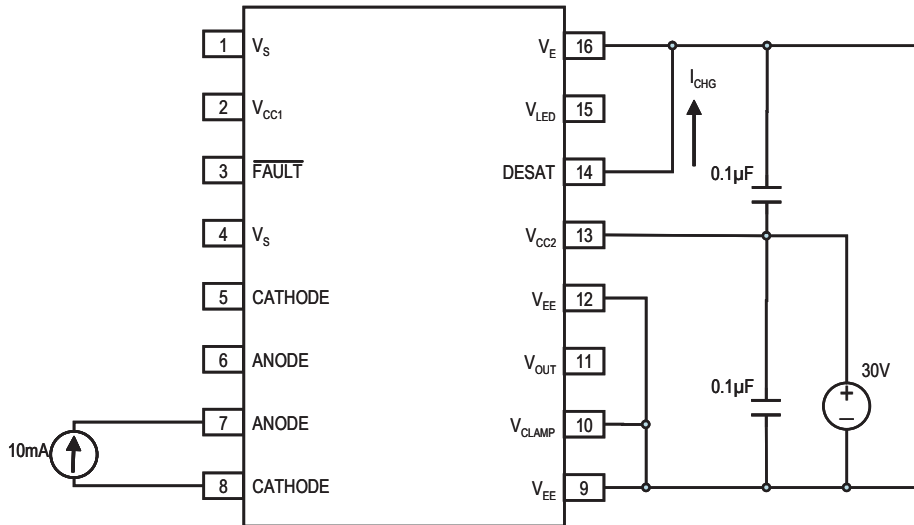 1 V_S
2 V_CC1
3 FAULT
4 V_S
5 CATHODE
6 ANODE
7 ANODE
8 CATHODE
10mA
V_E 16
V_LED 15
DESAT 14
V_CC2 13
V_EE 12
V_OUT 11
V_CLAMP 10
V_EE 9
I_CHG
0.1µF
0.1µF
30V
+
–